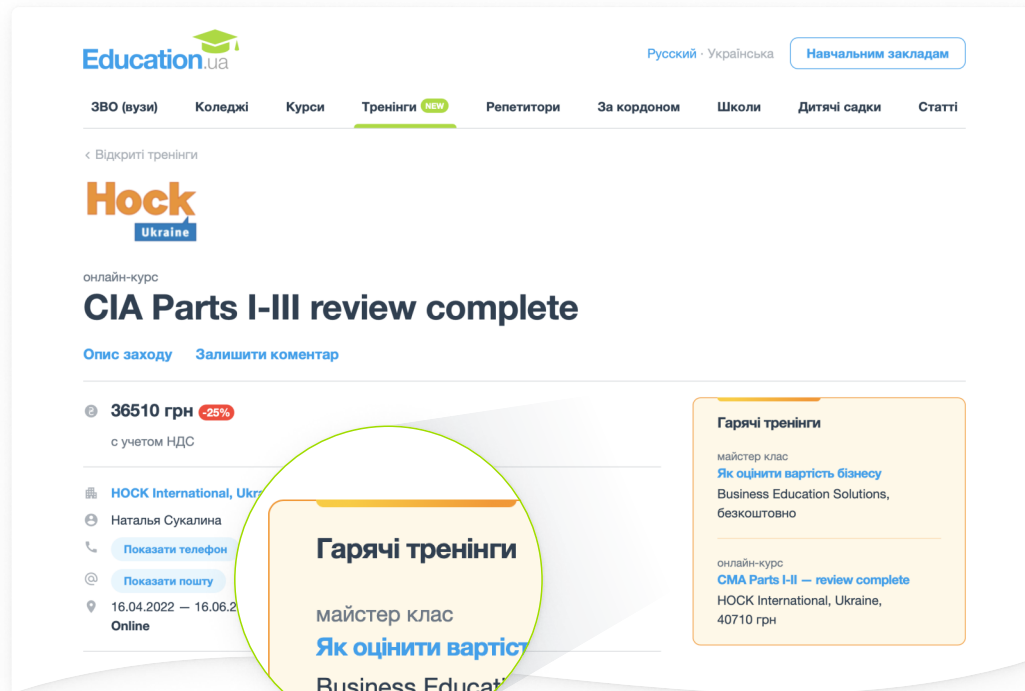 Education.ua
Русский · Українська
Навчальним закладам
ЗВО (вузи) Коледжі Курси Тренінги NEW Репетитори За кордоном Школи Дитячі садки Статті
‹ Відкриті тренінги
Hock
Ukraine
онлайн-курс
CIA Parts I-III review complete
Опис заходу Залишити коментар
36510 грн -25%
с учетом НДС
HOCK International, Ukr
Наталья Сукалина
Показати телефон
@ Показати пошту
16.04.2022 — 16.06.2
Online
Гарячі тренінги
майстер клас
Як оцінити вартіст
Business Educati
Гарячі тренінги
майстер клас
Як оцінити вартість бізнесу
Business Education Solutions,
безкоштовно
онлайн-курс
CMA Parts I-II — review complete
HOCK International, Ukraine,
40710 грн